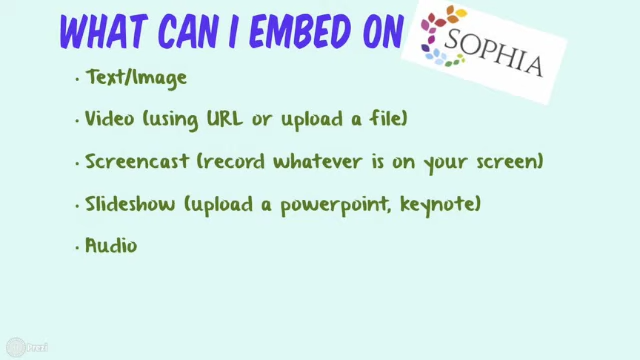 WHAT CAN I EMBED ON SOPHIA
· Text/Image
· Video (using URL or upload a file)
· Screencast (record whatever is on your screen)
· Slideshow (upload a powerpoint, keynote)
· Audio
Prezi